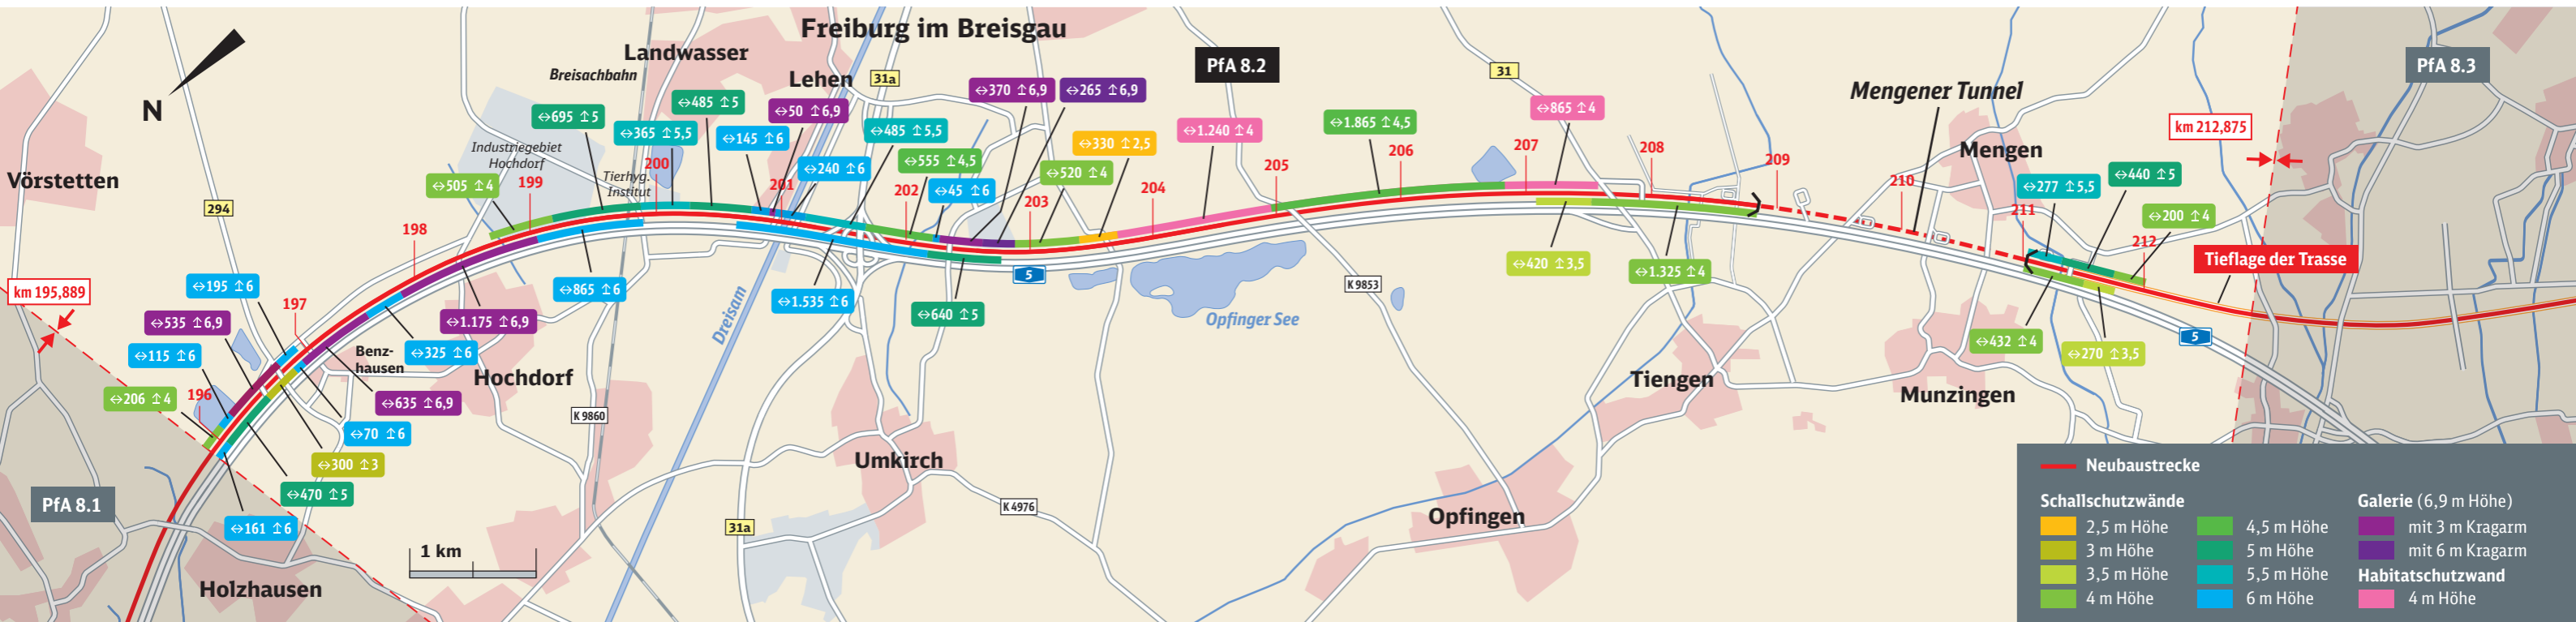 Freiburg im Breisgau
Landwasser
Breisachbahn
Lehen
31a
PfA 8.2
31
Mengener Tunnel
PfA 8.3
N
↔695 ↥5
↔485 ↥5
↔50 ↥6,9
↔370 ↥6,9
↔265 ↥6,9
↔865 ↥4
km 212,875
↔365 ↥5,5
↔145 ↥6
↔485 ↥5,5
↔330 ↥2,5
↔1.240 ↥4
↔1.865 ↥4,5
Industriegebiet
Hochdorf
Tierhyg.
Institut
Vörstetten
294
↔505 ↥4
↔240 ↥6
↔555 ↥4,5
↔45 ↥6
↔520 ↥4
Mengen
↔277 ↥5,5
↔440 ↥5
↔200 ↥4
196
197
198
199
200
201
202
203
204
205
206
207
208
209
210
211
212
Tieflage der Trasse
km 195,889
↔195 ↥6
↔535 ↥6,9
↔115 ↥6
↔206 ↥4
↔1.175 ↥6,9
↔865 ↥6
↔325 ↥6
↔635 ↥6,9
↔70 ↥6
↔300 ↥3
↔470 ↥5
↔161 ↥6
Benz-
hausen
Hochdorf
Dreisam
↔1.535 ↥6
↔640 ↥5
5
Opfinger See
K 9853
↔420 ↥3,5
↔1.325 ↥4
↔432 ↥4
↔270 ↥3,5
5
Tiengen
Munzingen
K 9860
Umkirch
K 4976
31a
Opfingen
PfA 8.1
Holzhausen
1 km
Neubaustrecke
Schallschutzwände
2,5 m Höhe
3 m Höhe
3,5 m Höhe
4 m Höhe
4,5 m Höhe
5 m Höhe
5,5 m Höhe
6 m Höhe
Galerie (6,9 m Höhe)
mit 3 m Kragarm
mit 6 m Kragarm
Habitatschutzwand
4 m Höhe